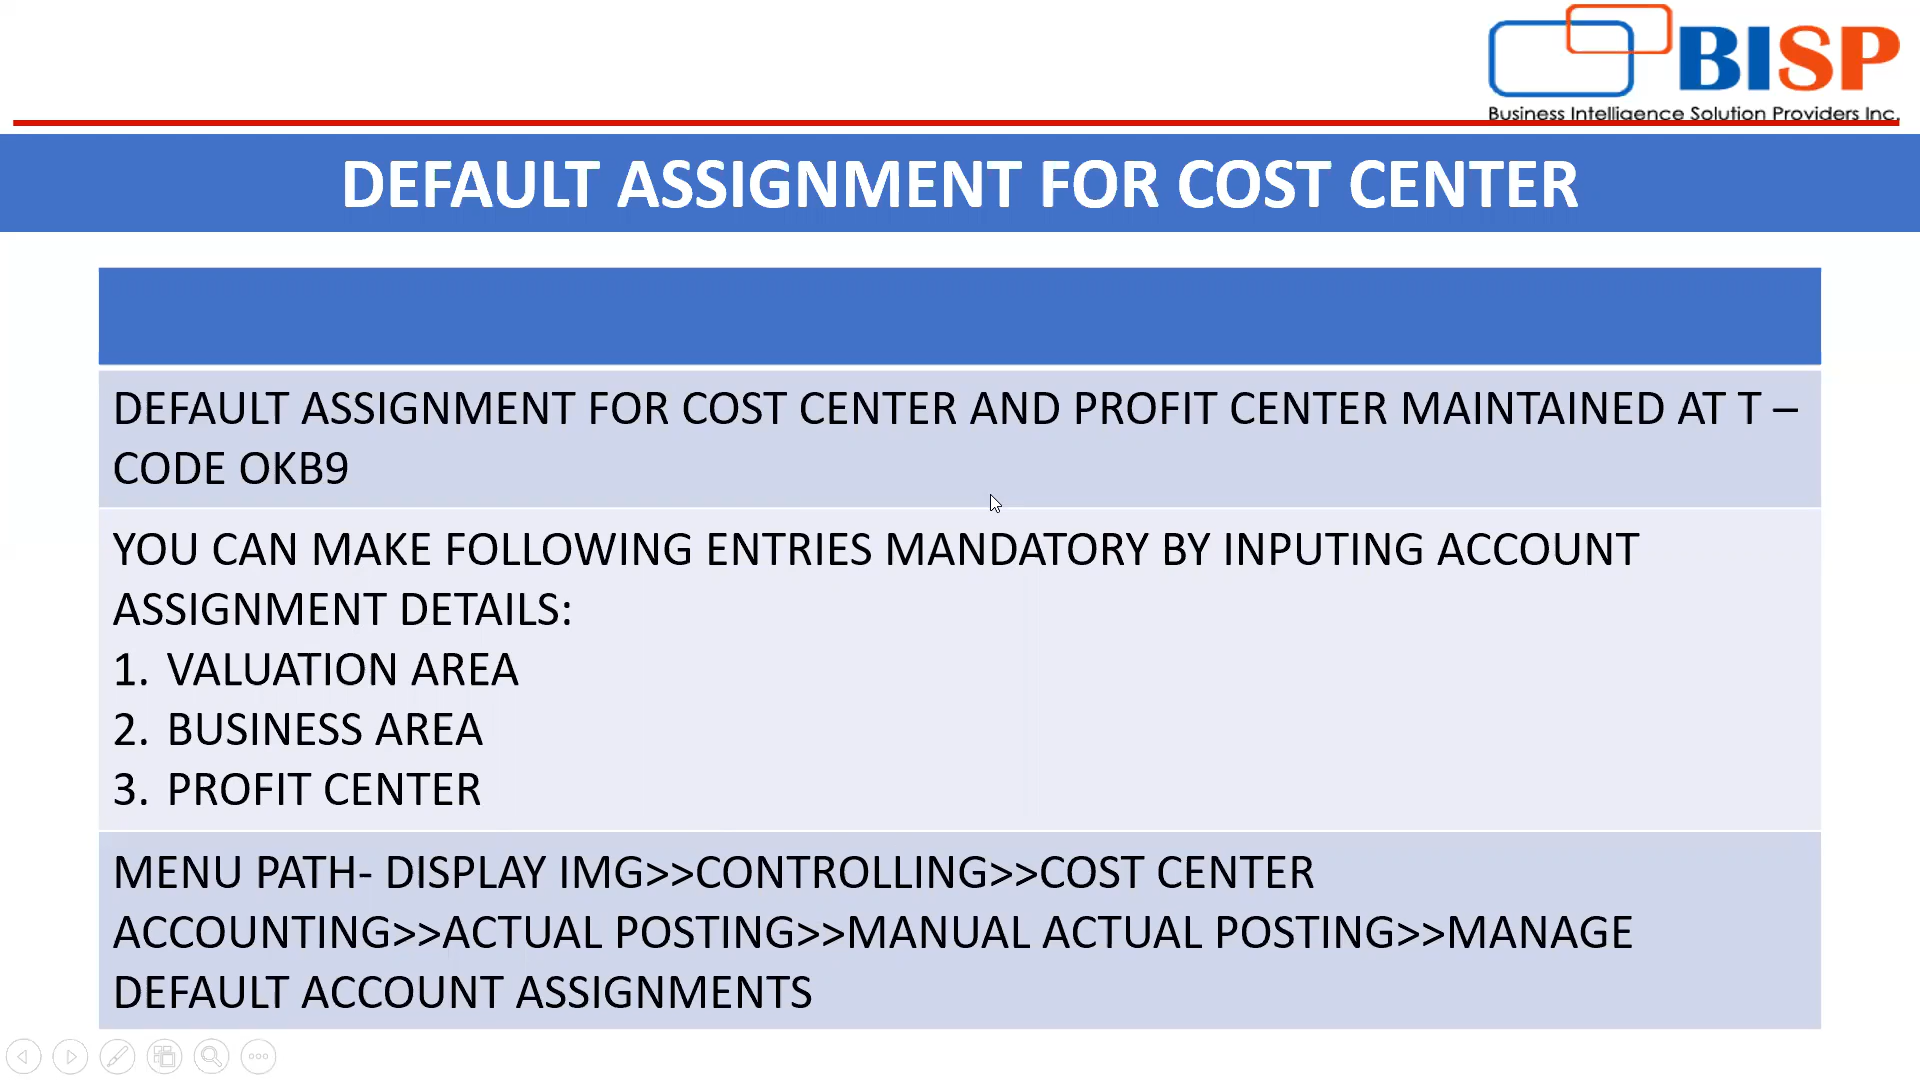 BISP
Business Intelligence Solution Providers Inc.
DEFAULT ASSIGNMENT FOR COST CENTER
DEFAULT ASSIGNMENT FOR COST CENTER AND PROFIT CENTER MAINTAINED AT T –
CODE OKB9
YOU CAN MAKE FOLLOWING ENTRIES MANDATORY BY INPUTING ACCOUNT
ASSIGNMENT DETAILS:
1. VALUATION AREA
2. BUSINESS AREA
3. PROFIT CENTER
MENU PATH- DISPLAY IMG>>CONTROLLING>>COST CENTER
ACCOUNTING>>ACTUAL POSTING>>MANUAL ACTUAL POSTING>>MANAGE
DEFAULT ACCOUNT ASSIGNMENTS